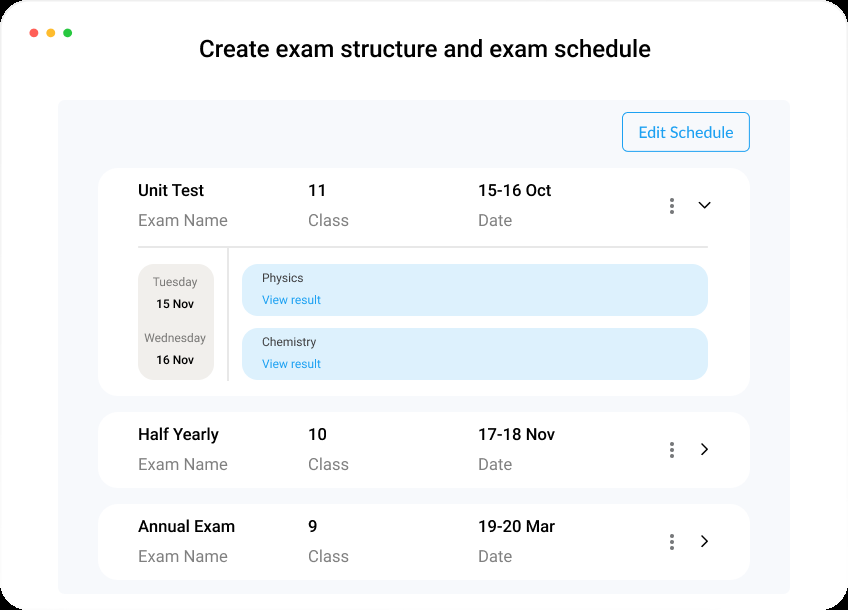 Create exam structure and exam schedule
Edit Schedule
Unit Test 11 15-16 Oct
Exam Name Class Date
Tuesday
15 Nov
Physics
View result
Wednesday
16 Nov
Chemistry
View result
Half Yearly 10 17-18 Nov
Exam Name Class Date
Annual Exam 9 19-20 Mar
Exam Name Class Date